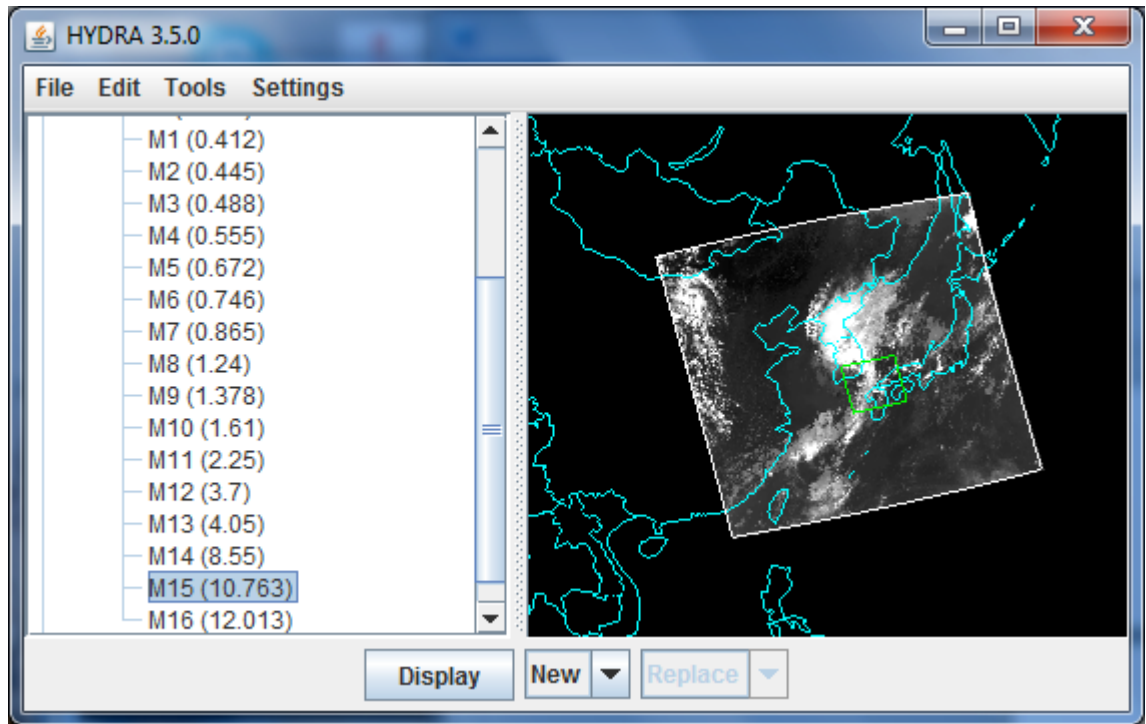 HYDRA 3.5.0
File Edit Tools Settings
M1 (0.412)
M2 (0.445)
M3 (0.488)
M4 (0.555)
M5 (0.672)
M6 (0.746)
M7 (0.865)
M8 (1.24)
M9 (1.378)
M10 (1.61)
M11 (2.25)
M12 (3.7)
M13 (4.05)
M14 (8.55)
M15 (10.763)
M16 (12.013)
Display New Replace